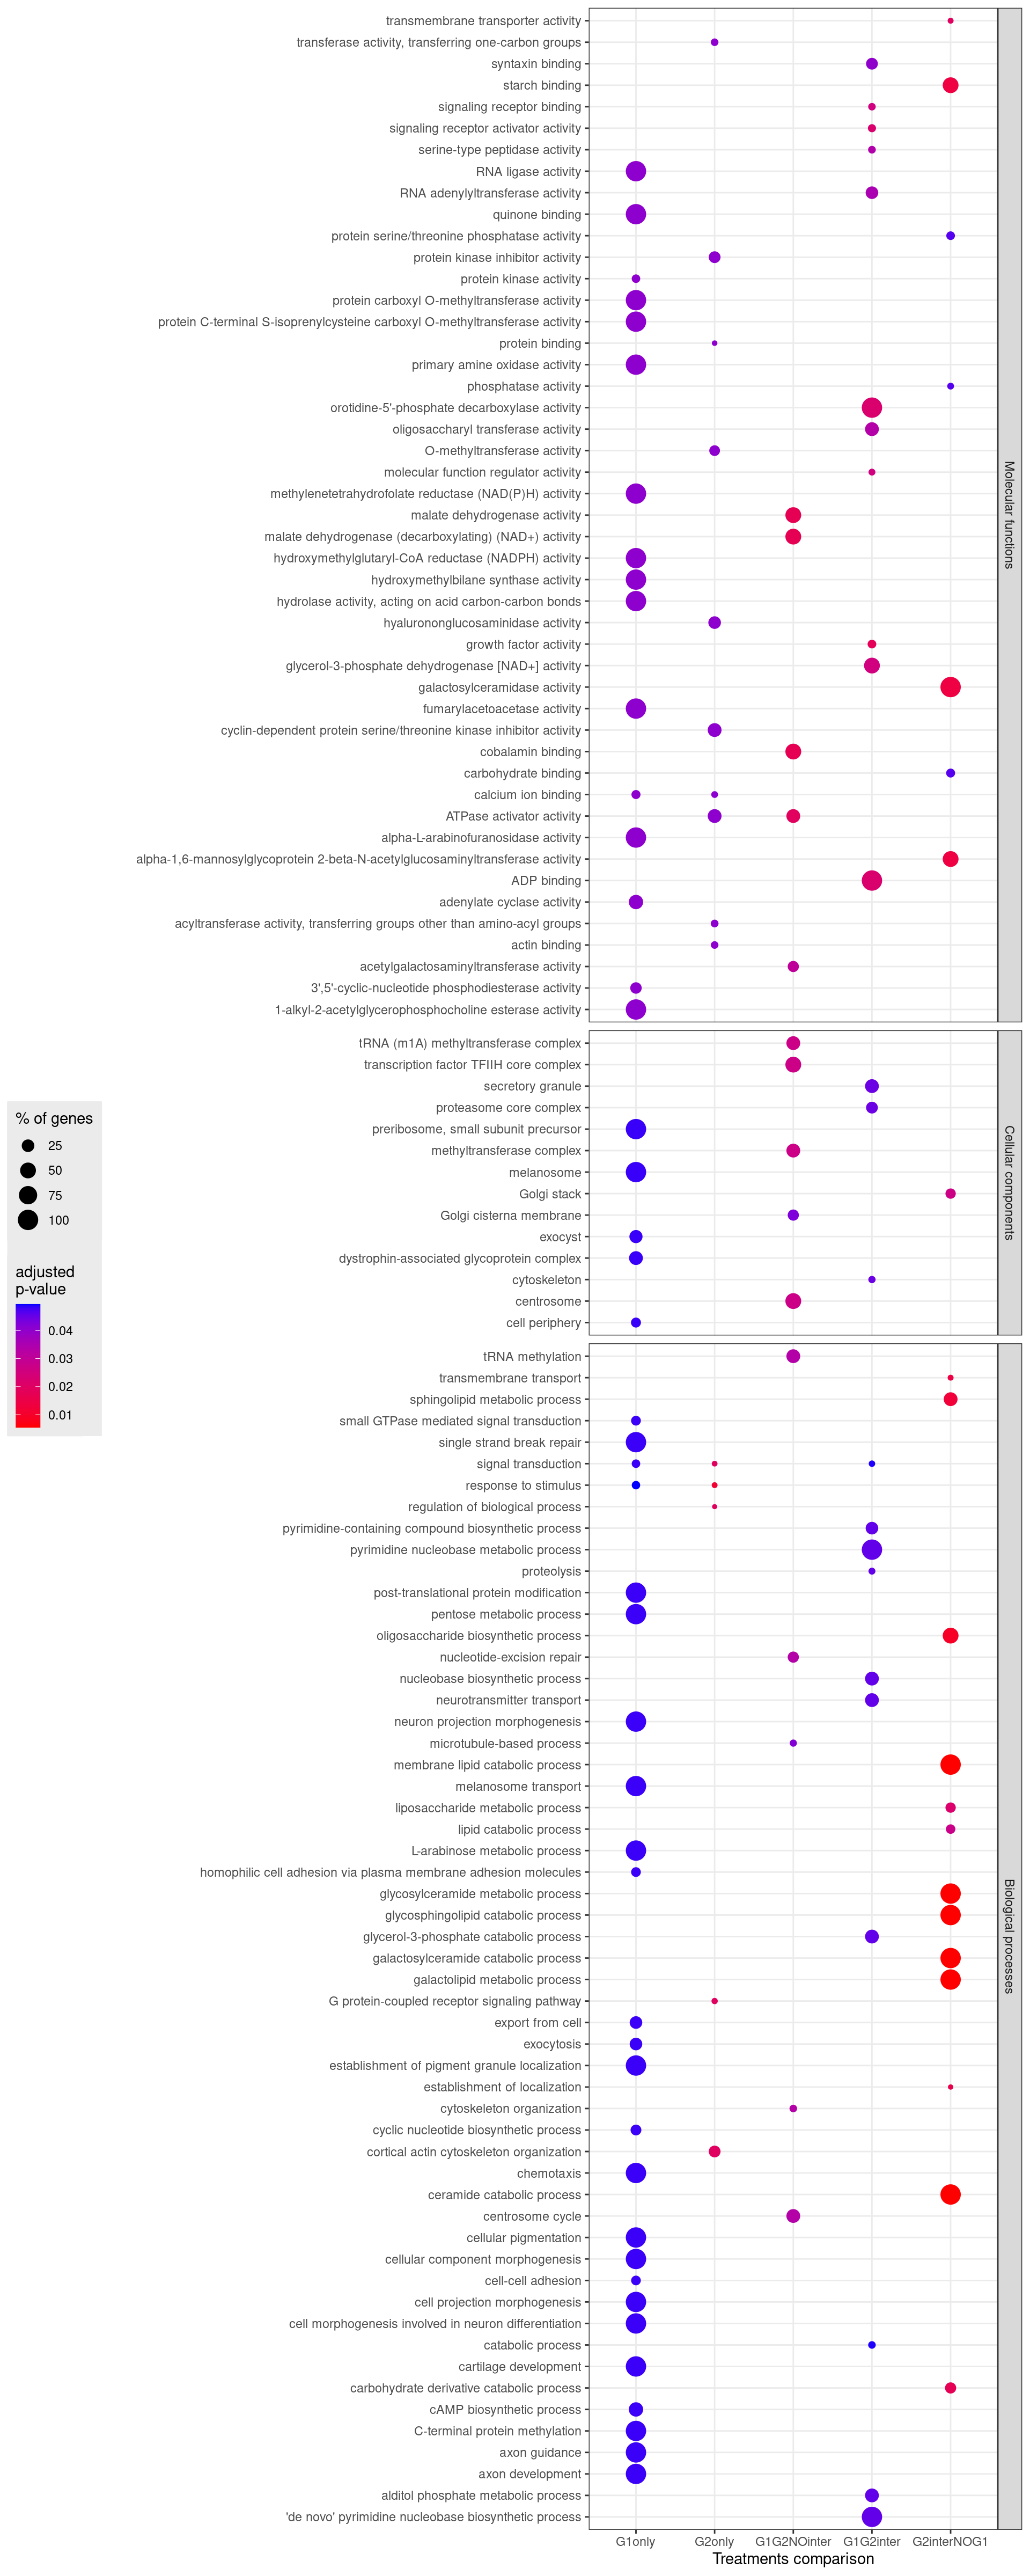 transmembrane transporter activity
transferase activity, transferring one-carbon groups
syntaxin binding
starch binding
signaling receptor binding
signaling receptor activator activity
serine-type peptidase activity
RNA ligase activity
RNA adenylyltransferase activity
quinone binding
protein serine/threonine phosphatase activity
protein kinase inhibitor activity
protein kinase activity
protein carboxyl O-methyltransferase activity
protein C-terminal S-isoprenylcysteine carboxyl O-methyltransferase activity
protein binding
primary amine oxidase activity
phosphatase activity
orotidine-5'-phosphate decarboxylase activity
oligosaccharyl transferase activity
O-methyltransferase activity
molecular function regulator activity
methylenetetrahydrofolate reductase (NAD(P)H) activity
malate dehydrogenase activity
malate dehydrogenase (decarboxylating) (NAD+) activity
hydroxymethylglutaryl-CoA reductase (NADPH) activity
hydroxymethylbilane synthase activity
hydrolase activity, acting on acid carbon-carbon bonds
hyalurononglucosaminidase activity
growth factor activity
glycerol-3-phosphate dehydrogenase [NAD+] activity
galactosylceramidase activity
fumarylacetoacetase activity
cyclin-dependent protein serine/threonine kinase inhibitor activity
cobalamin binding
carbohydrate binding
calcium ion binding
ATPase activator activity
alpha-L-arabinofuranosidase activity
alpha-1,6-mannosylglycoprotein 2-beta-N-acetylglucosaminyltransferase activity
ADP binding
adenylate cyclase activity
acyltransferase activity, transferring groups other than amino-acyl groups
actin binding
acetylgalactosaminyltransferase activity
3',5'-cyclic-nucleotide phosphodiesterase activity
1-alkyl-2-acetylglycerophosphocholine esterase activity
Molecular functions
tRNA (m1A) methyltransferase complex
transcription factor TFIIH core complex
secretory granule
proteasome core complex
preribosome, small subunit precursor
methyltransferase complex
melanosome
Golgi stack
Golgi cisterna membrane
exocyst
dystrophin-associated glycoprotein complex
cytoskeleton
centrosome
cell periphery
Cellular components
% of genes
25
50
75
100
adjusted
p-value
0.04
0.03
0.02
0.01
tRNA methylation
transmembrane transport
sphingolipid metabolic process
small GTPase mediated signal transduction
single strand break repair
signal transduction
response to stimulus
regulation of biological process
pyrimidine-containing compound biosynthetic process
pyrimidine nucleobase metabolic process
proteolysis
post-translational protein modification
pentose metabolic process
oligosaccharide biosynthetic process
nucleotide-excision repair
nucleobase biosynthetic process
neurotransmitter transport
neuron projection morphogenesis
microtubule-based process
membrane lipid catabolic process
melanosome transport
liposaccharide metabolic process
lipid catabolic process
L-arabinose metabolic process
homophilic cell adhesion via plasma membrane adhesion molecules
glycosylceramide metabolic process
glycosphingolipid catabolic process
glycerol-3-phosphate catabolic process
galactosylceramide catabolic process
galactolipid metabolic process
G protein-coupled receptor signaling pathway
export from cell
exocytosis
establishment of pigment granule localization
establishment of localization
cytoskeleton organization
cyclic nucleotide biosynthetic process
cortical actin cytoskeleton organization
chemotaxis
ceramide catabolic process
centrosome cycle
cellular pigmentation
cellular component morphogenesis
cell-cell adhesion
cell projection morphogenesis
cell morphogenesis involved in neuron differentiation
catabolic process
cartilage development
carbohydrate derivative catabolic process
cAMP biosynthetic process
C-terminal protein methylation
axon guidance
axon development
alditol phosphate metabolic process
'de novo' pyrimidine nucleobase biosynthetic process
Biological processes
G1only G2only G1G2NOinter G1G2inter G2interNOG1
Treatments comparison